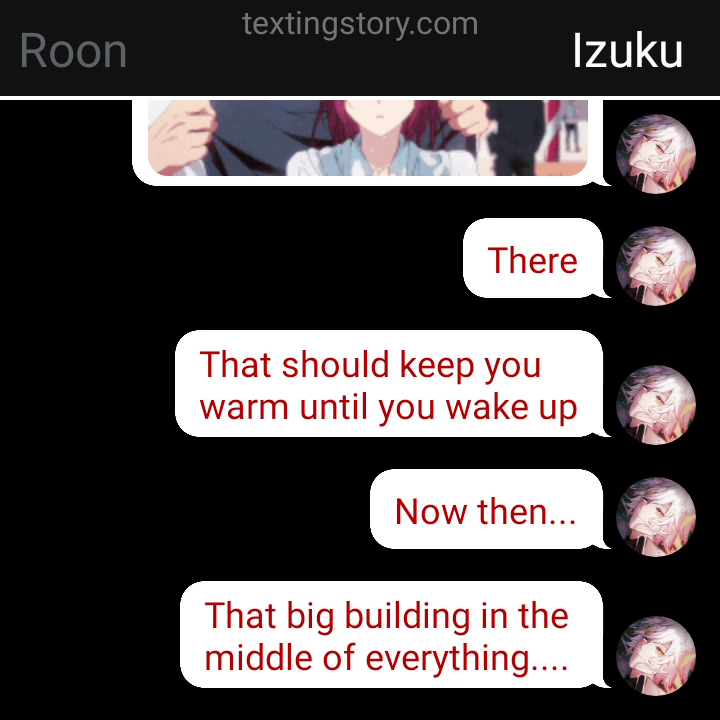 textingstory.com
Roon
Izuku
There
That should keep you
warm until you wake up
Now then...
That big building in the
middle of everything....